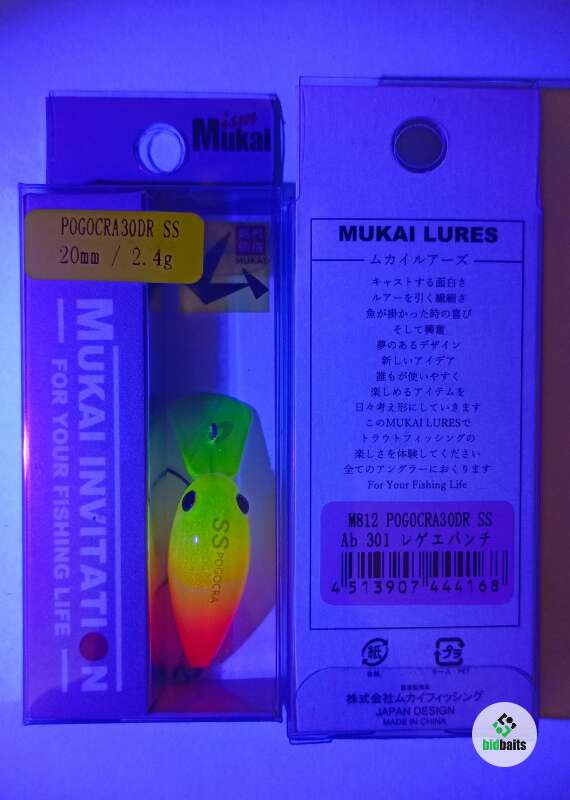 ism
Mukai
POGOCRA30DR SS
20mm / 2.4g
MUKAI
MUKAI INVITATION
FOR YOUR FISHING LIFE
SS POGOCRA
MUKAI LURES
ムカイルアーズ
キャストする面白さ
ルアーを引く繊細さ
魚が掛かった時の喜び
そして興奮
夢のあるデザイン
新しいアイデア
誰もが使いやすく
楽しめるアイテムを
日々考え形にしていきます
このMUKAI LURESで
トラウトフィッシングの
楽しさを体験してください
全てのアングラーにおくります
For Your Fishing Life
M812 POGOCRA30DR SS
Ab 301 レゲエパンチ
4 513907 444168
紙
プラ
株式会社ムカイフィッシング
JAPAN DESIGN
MADE IN CHINA
bidbaits